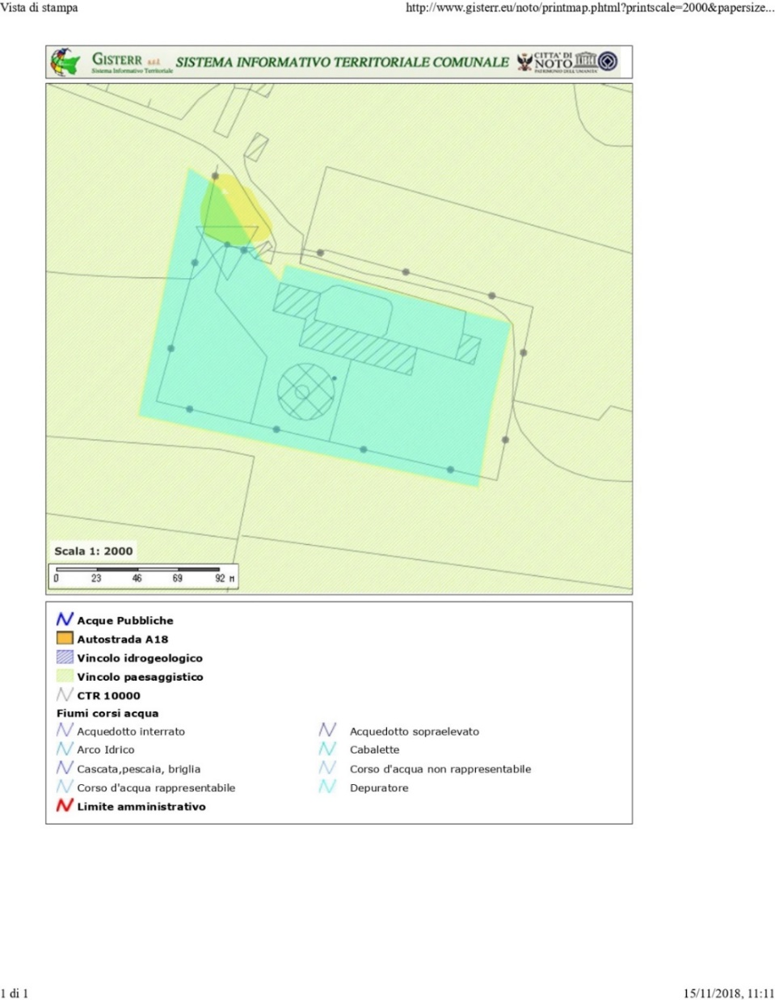 Vista di stampa
http://www.gisterr.eu/noto/printmap.phtml?printscale=2000&papersize...
GISTERR s.r.l.
Sistema Informativo Territoriale
SISTEMA INFORMATIVO TERRITORIALE COMUNALE
CITTA' DI
NOTO
PATRIMONIO DELL'UMANITA'
Scala 1: 2000
0 23 46 69 92 M
Acque Pubbliche
Autostrada A18
Vincolo idrogeologico
Vincolo paesaggistico
CTR 10000
Fiumi corsi acqua
Acquedotto interrato
Acquedotto sopraelevato
Arco Idrico
Cabalette
Cascata,pescaia, briglia
Corso d'acqua non rappresentabile
Corso d'acqua rappresentabile
Depuratore
Limite amministrativo
1 di 1
15/11/2018, 11:11